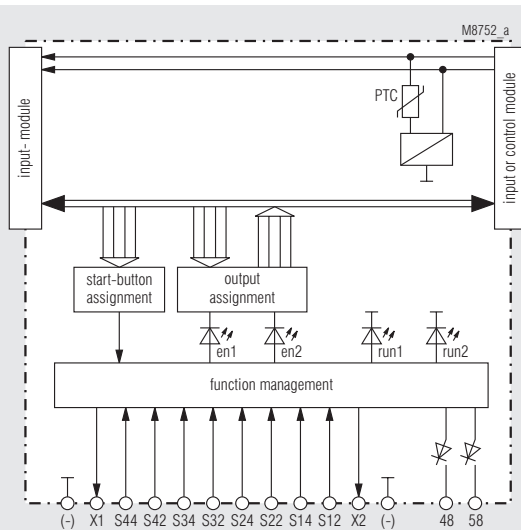 M8752_a
input- module
PTC
input or control module
start-button
assignment
output
assignment
en1
en2
run1
run2
function management
(-) X1 S44 S42 S34 S32 S24 S22 S14 S12 X2 (-) 48 58